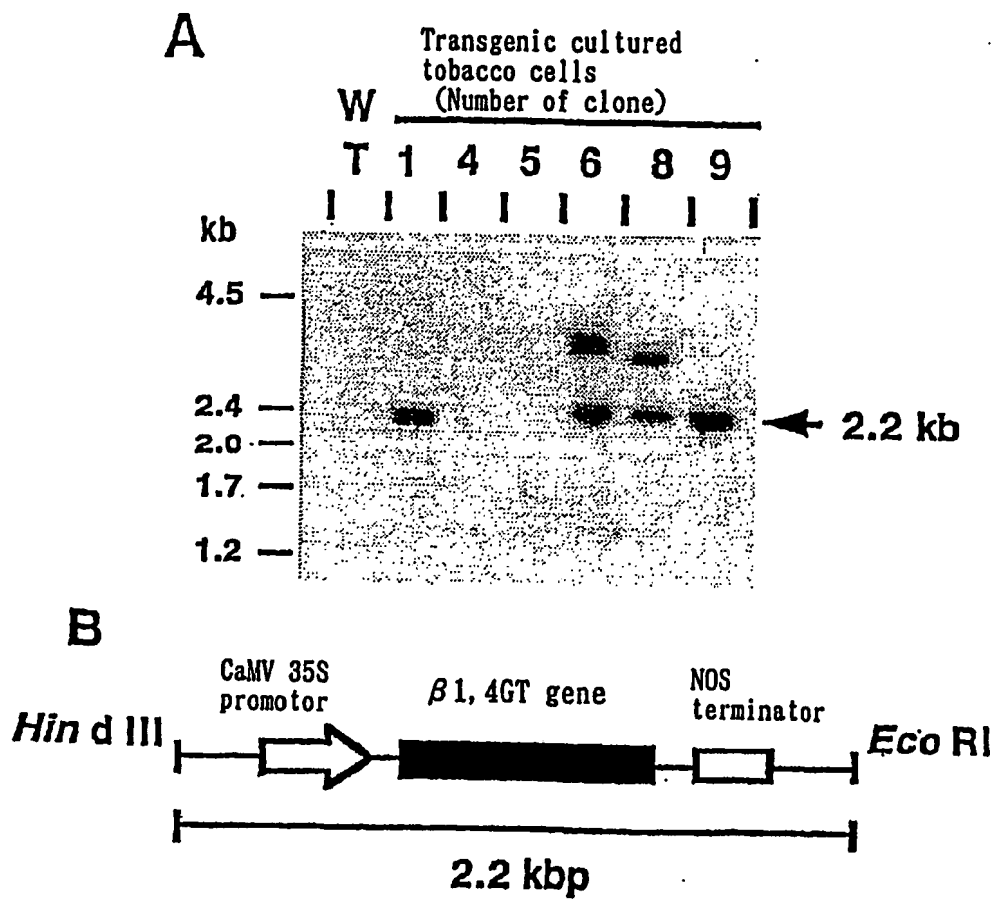 A
Transgenic cultured
tobacco cells
(Number of clone)
W
T 1 4 5 6 8 9
kb
4.5
2.4
2.0
1.7
1.2
2.2 kb
B
CaMV 35S
promotor
β1,4GT gene
NOS
terminator
Hin d III
Eco RI
2.2 kbp